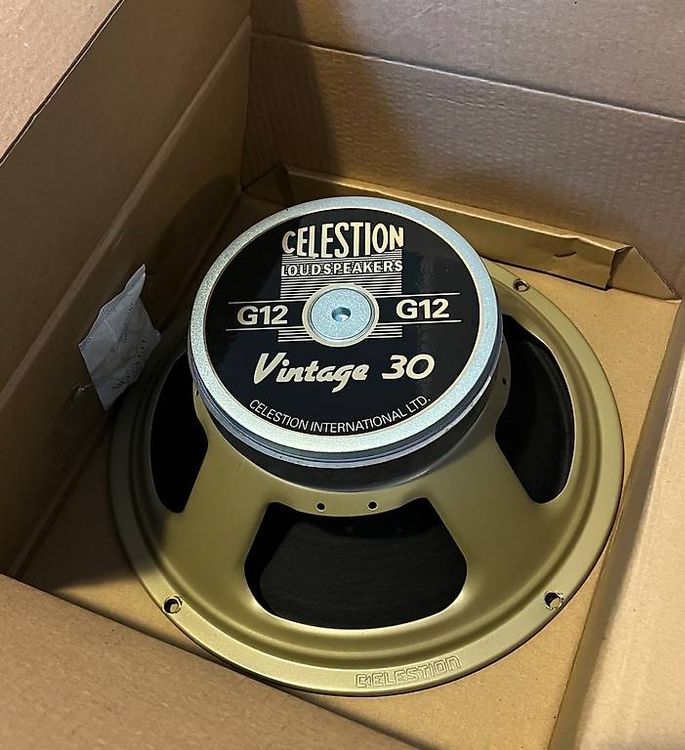 CELESTION
LOUDSPEAKERS
G12 G12
Vintage 30
CELESTION INTERNATIONAL LTD.
CELESTION